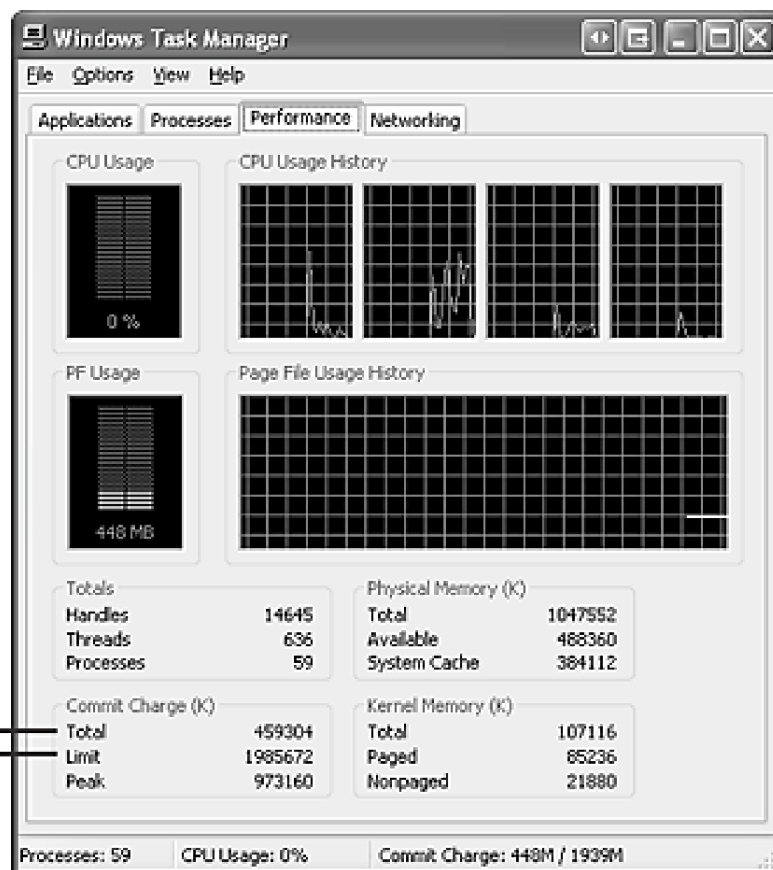 Windows Task Manager
File Options View Help
Applications Processes Performance Networking
CPU Usage
CPU Usage History
0 %
PF Usage
Page File Usage History
448 MB
Totals
Handles 14645
Threads 636
Processes 59
Physical Memory (K)
Total 1047552
Available 488360
System Cache 384112
Commit Charge (K)
Total 459304
Limit 1985672
Peak 973160
Kernel Memory (K)
Total 107116
Paged 85236
Nonpaged 21880
Processes: 59 CPU Usage: 0% Commit Charge: 448M / 1939M